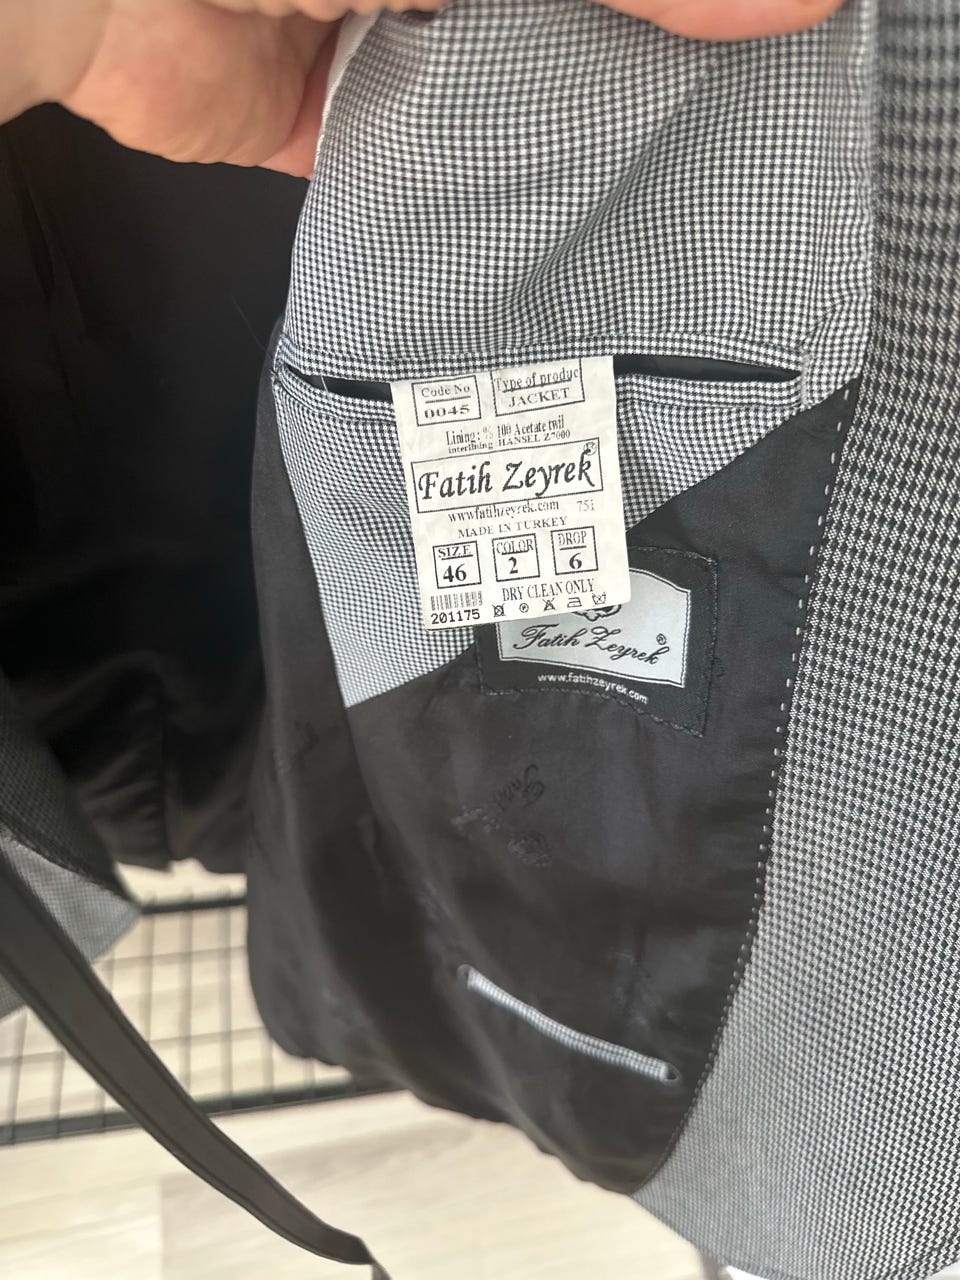 Code No
0045
Type of produc
JACKET
Lining: % 100 Acetate twil
interlining HANSEL Z7000
Fatih Zeyrek®
www.fatihzeyrek.com 751
MADE IN TURKEY
SIZE
46
COLOR
2
DROP
6
DRY CLEAN ONLY
201175
Fatih Zeyrek®
www.fatihzeyrek.com